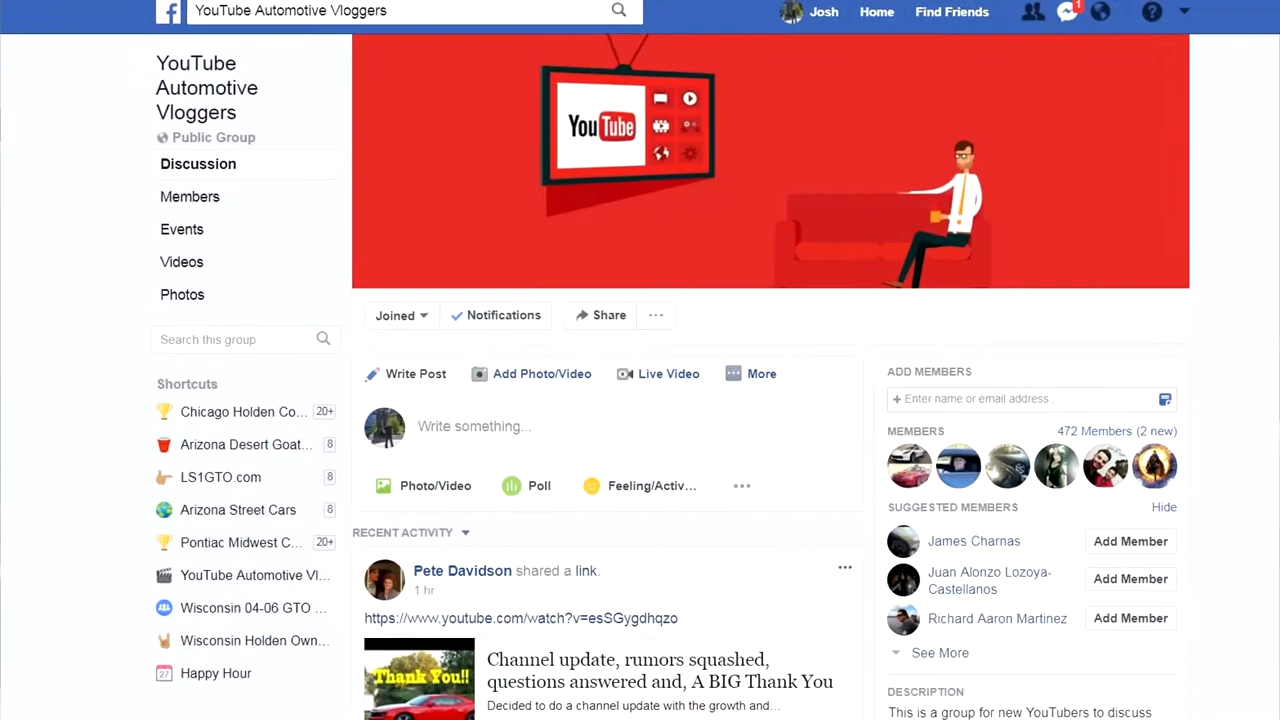 YouTube Automotive Vloggers
Josh
Home
Find Friends
1
YouTube
Automotive
Vloggers
Public Group
Discussion
Members
Events
Videos
Photos
Search this group
Shortcuts
Chicago Holden Co... 20+
Arizona Desert Goat... 8
LS1GTO.com 8
Arizona Street Cars 8
Pontiac Midwest C... 20+
YouTube Automotive Vl...
Wisconsin 04-06 GTO ...
Wisconsin Holden Own...
27 Happy Hour
YouTube
Joined
Notifications
Share
Write Post
Add Photo/Video
Live Video
More
Write something...
Photo/Video
Poll
Feeling/Activ...
RECENT ACTIVITY
Pete Davidson shared a link.
1 hr
https://www.youtube.com/watch?v=esSGygdhqzo
Thank You!!
Channel update, rumors squashed,
questions answered and, A BIG Thank You
Decided to do a channel update with the growth and...
ADD MEMBERS
+ Enter name or email address...
MEMBERS
472 Members (2 new)
SUGGESTED MEMBERS
Hide
James Charnas
Add Member
Juan Alonzo Lozoya-
Castellanos
Add Member
Richard Aaron Martinez
Add Member
See More
DESCRIPTION
This is a group for new YouTubers to discuss